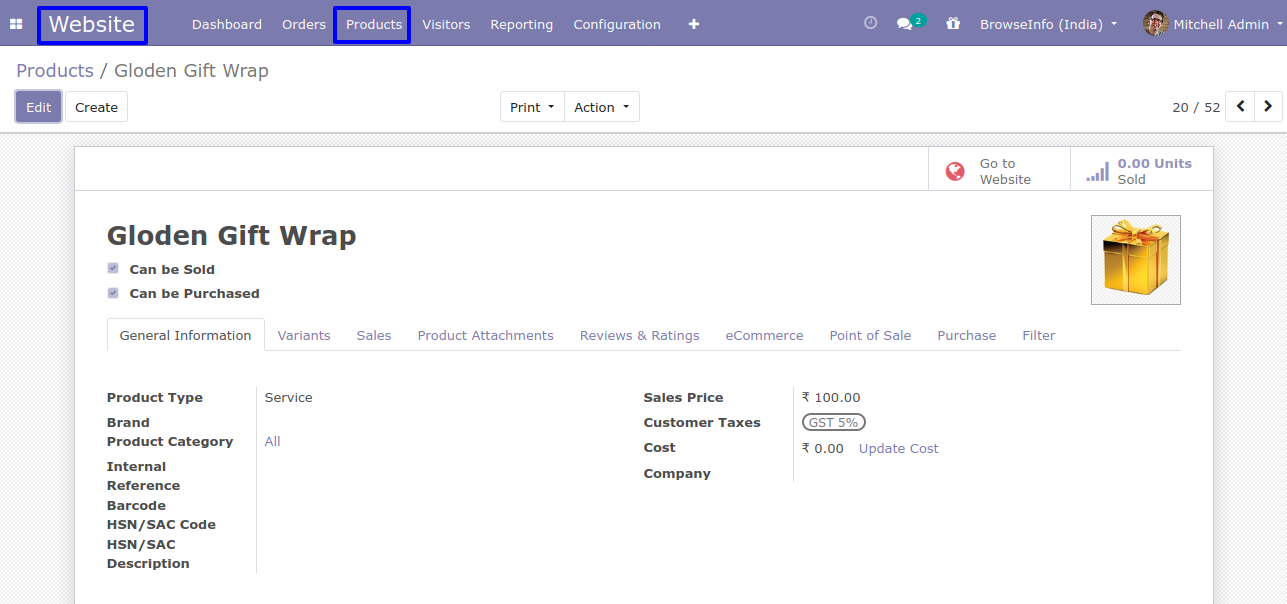 Website Dashboard Orders Products Visitors Reporting Configuration + 2 BrowseInfo (India) Mitchell Admin
Products / Gloden Gift Wrap
Edit Create Print Action 20 / 52
Go to Website
0.00 Units Sold
Gloden Gift Wrap
Can be Sold
Can be Purchased
General Information Variants Sales Product Attachments Reviews & Ratings eCommerce Point of Sale Purchase Filter
Product Type Service
Brand
Product Category All
Internal
Reference
Barcode
HSN/SAC Code
HSN/SAC
Description
Sales Price ₹ 100.00
Customer Taxes GST 5%
Cost ₹ 0.00 Update Cost
Company